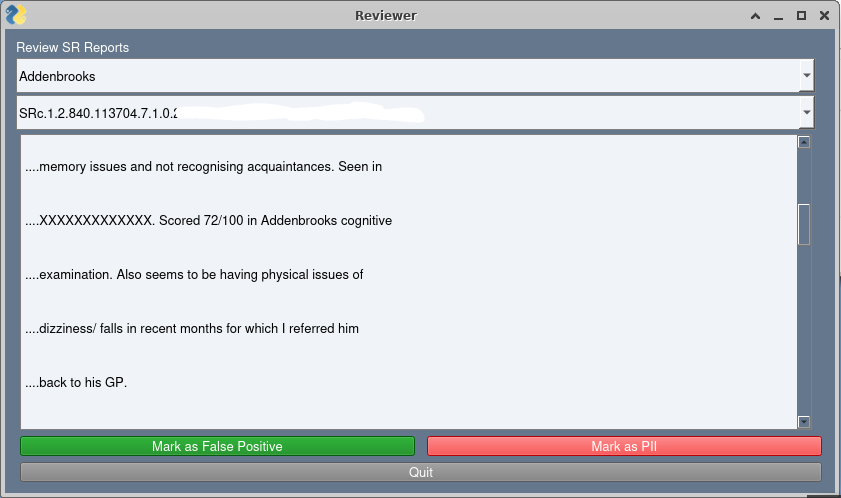 Reviewer
Review SR Reports
Addenbrooks
SRc.1.2.840.113704.7.1.0.
....memory issues and not recognising acquaintances. Seen in
....XXXXXXXXXXXXX. Scored 72/100 in Addenbrooks cognitive
....examination. Also seems to be having physical issues of
....dizziness/ falls in recent months for which I referred him
....back to his GP.
Mark as False Positive
Mark as PII
Quit